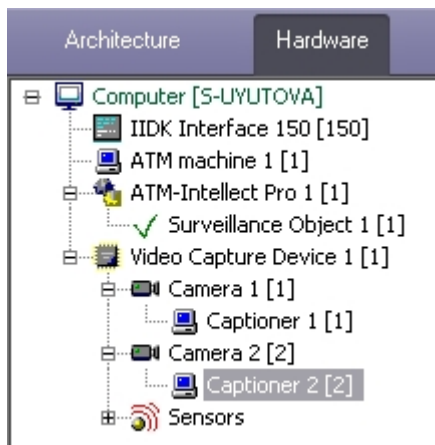 Architecture Hardware
Computer [S-UYUTOVA]
IIDK Interface 150 [150]
ATM machine 1 [1]
ATM-Intellect Pro 1 [1]
Surveillance Object 1 [1]
Video Capture Device 1 [1]
Camera 1 [1]
Captioner 1 [1]
Camera 2 [2]
Captioner 2 [2]
Sensors